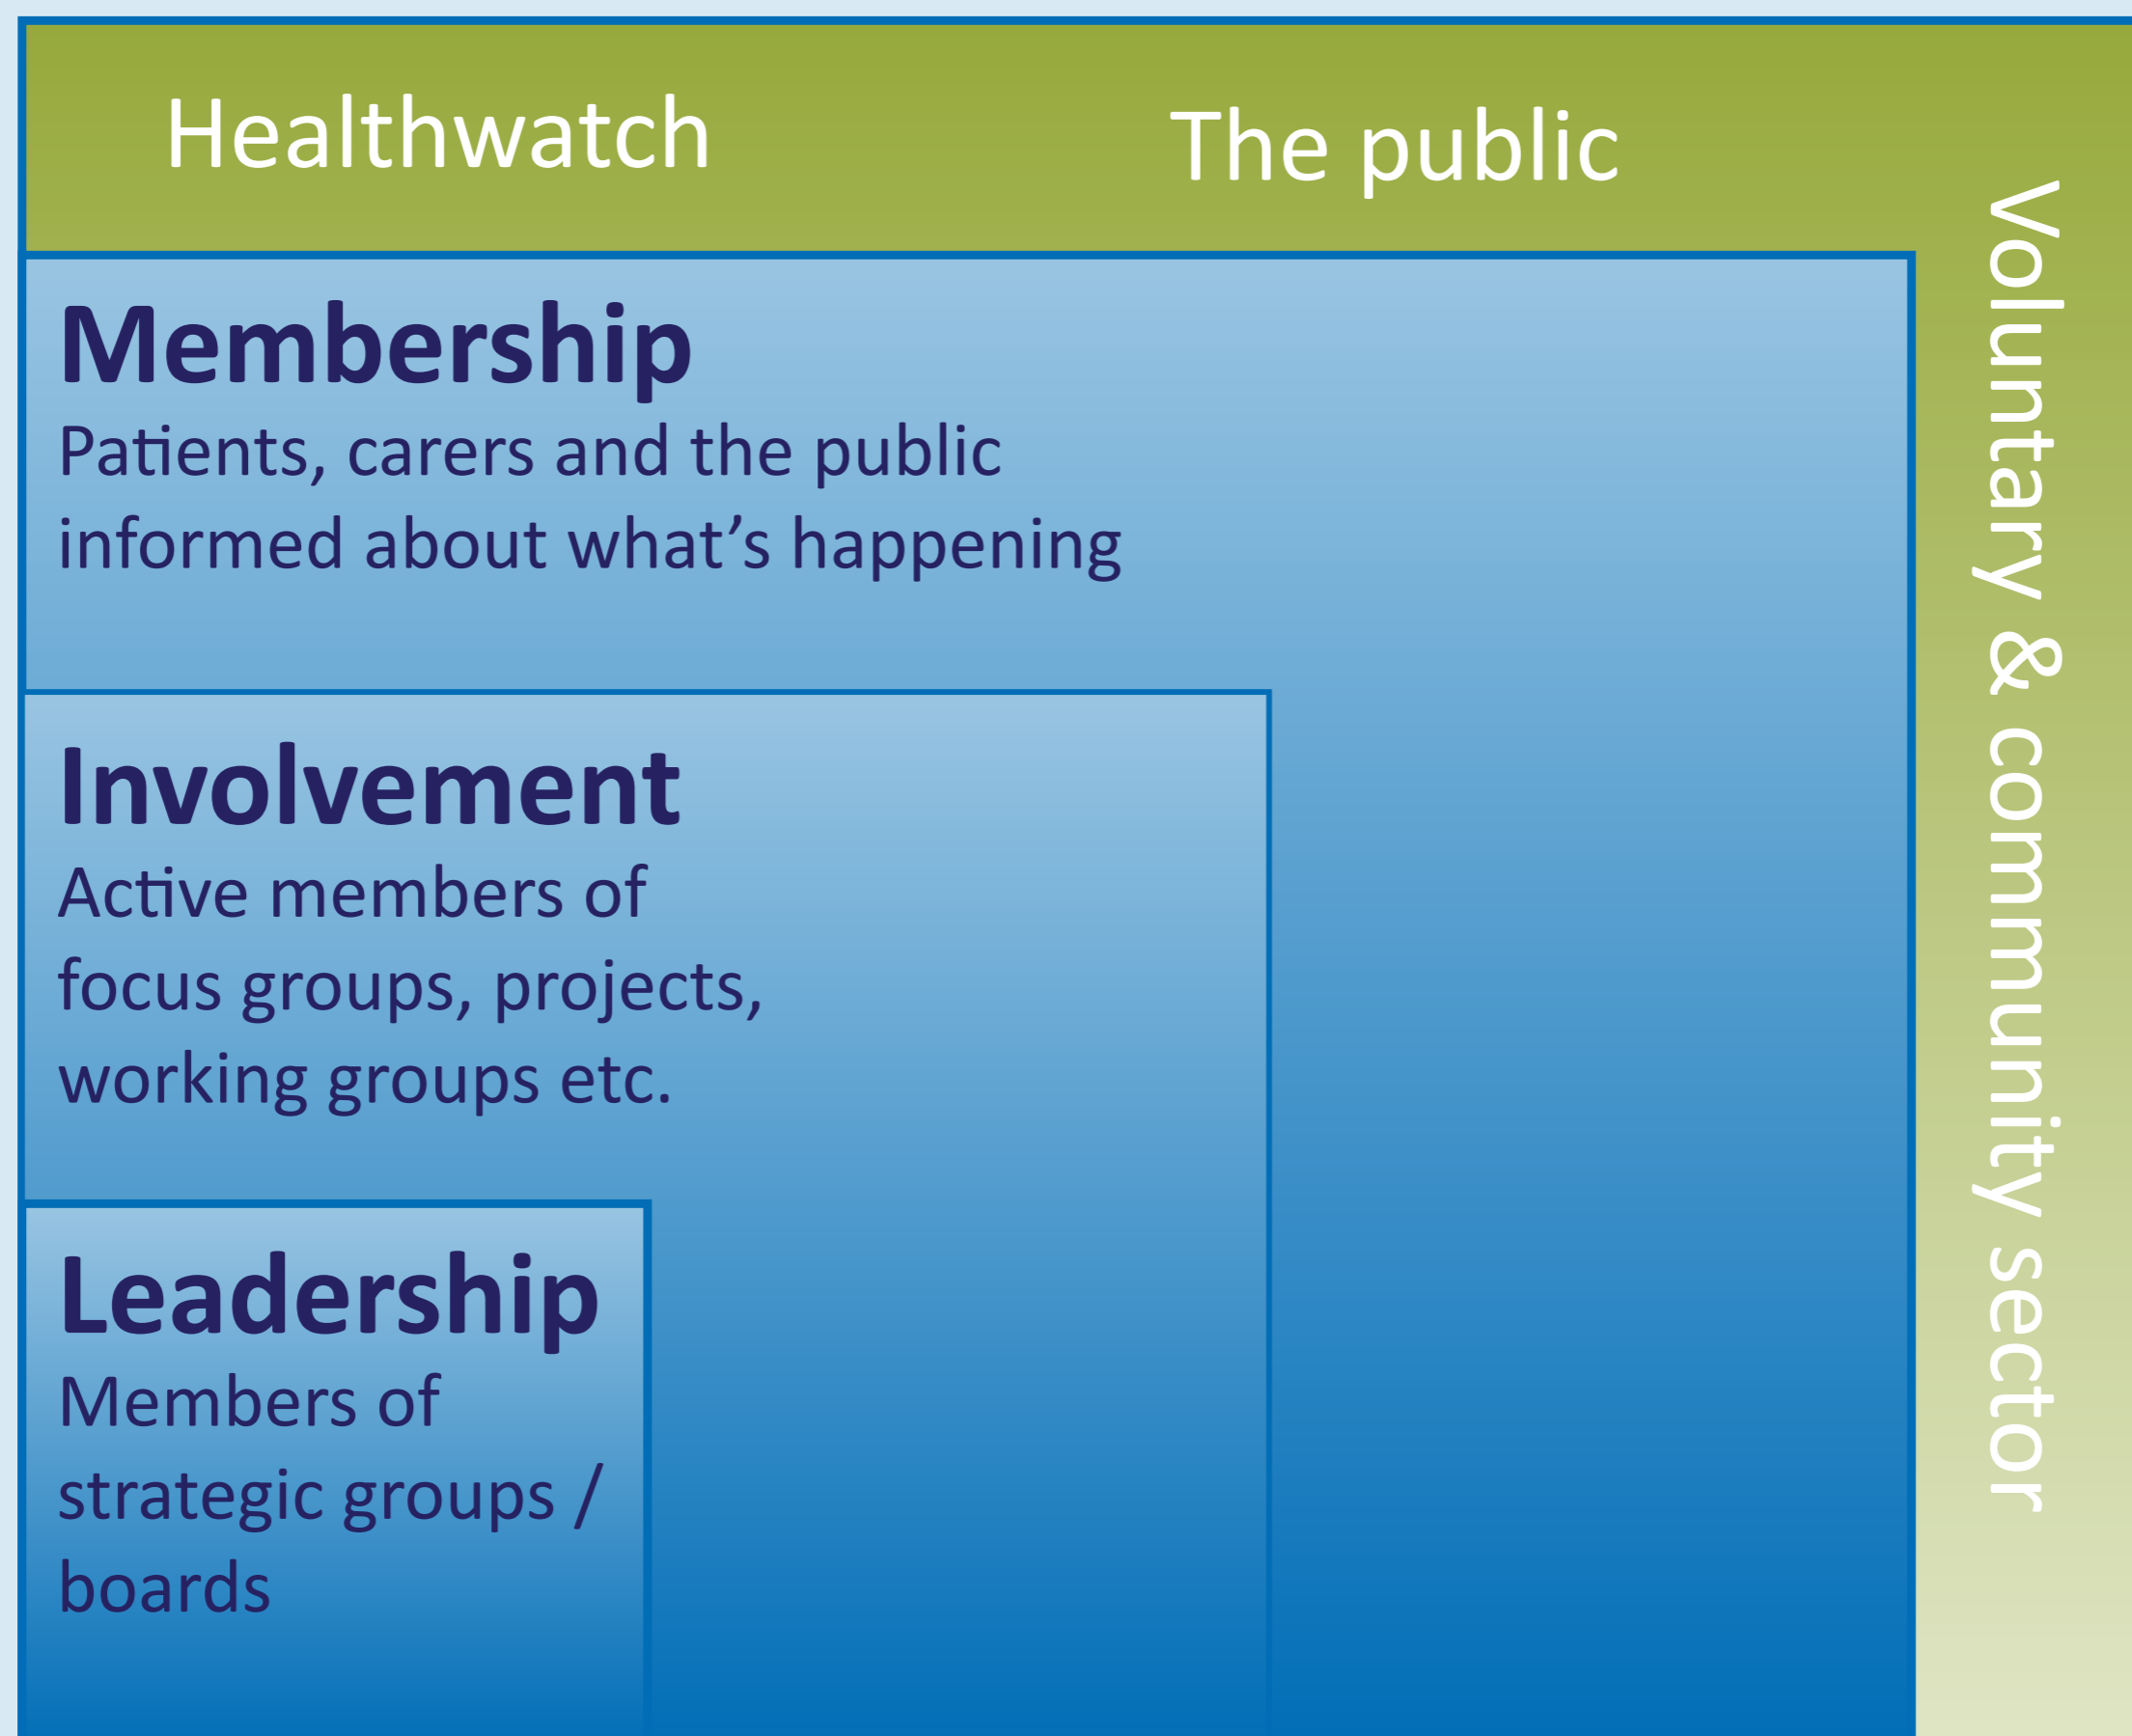 Healthwatch
The public
Voluntary & community sector
Membership
Patients, carers and the public
informed about what’s happening
Involvement
Active members of
focus groups, projects,
working groups etc.
Leadership
Members of
strategic groups /
boards